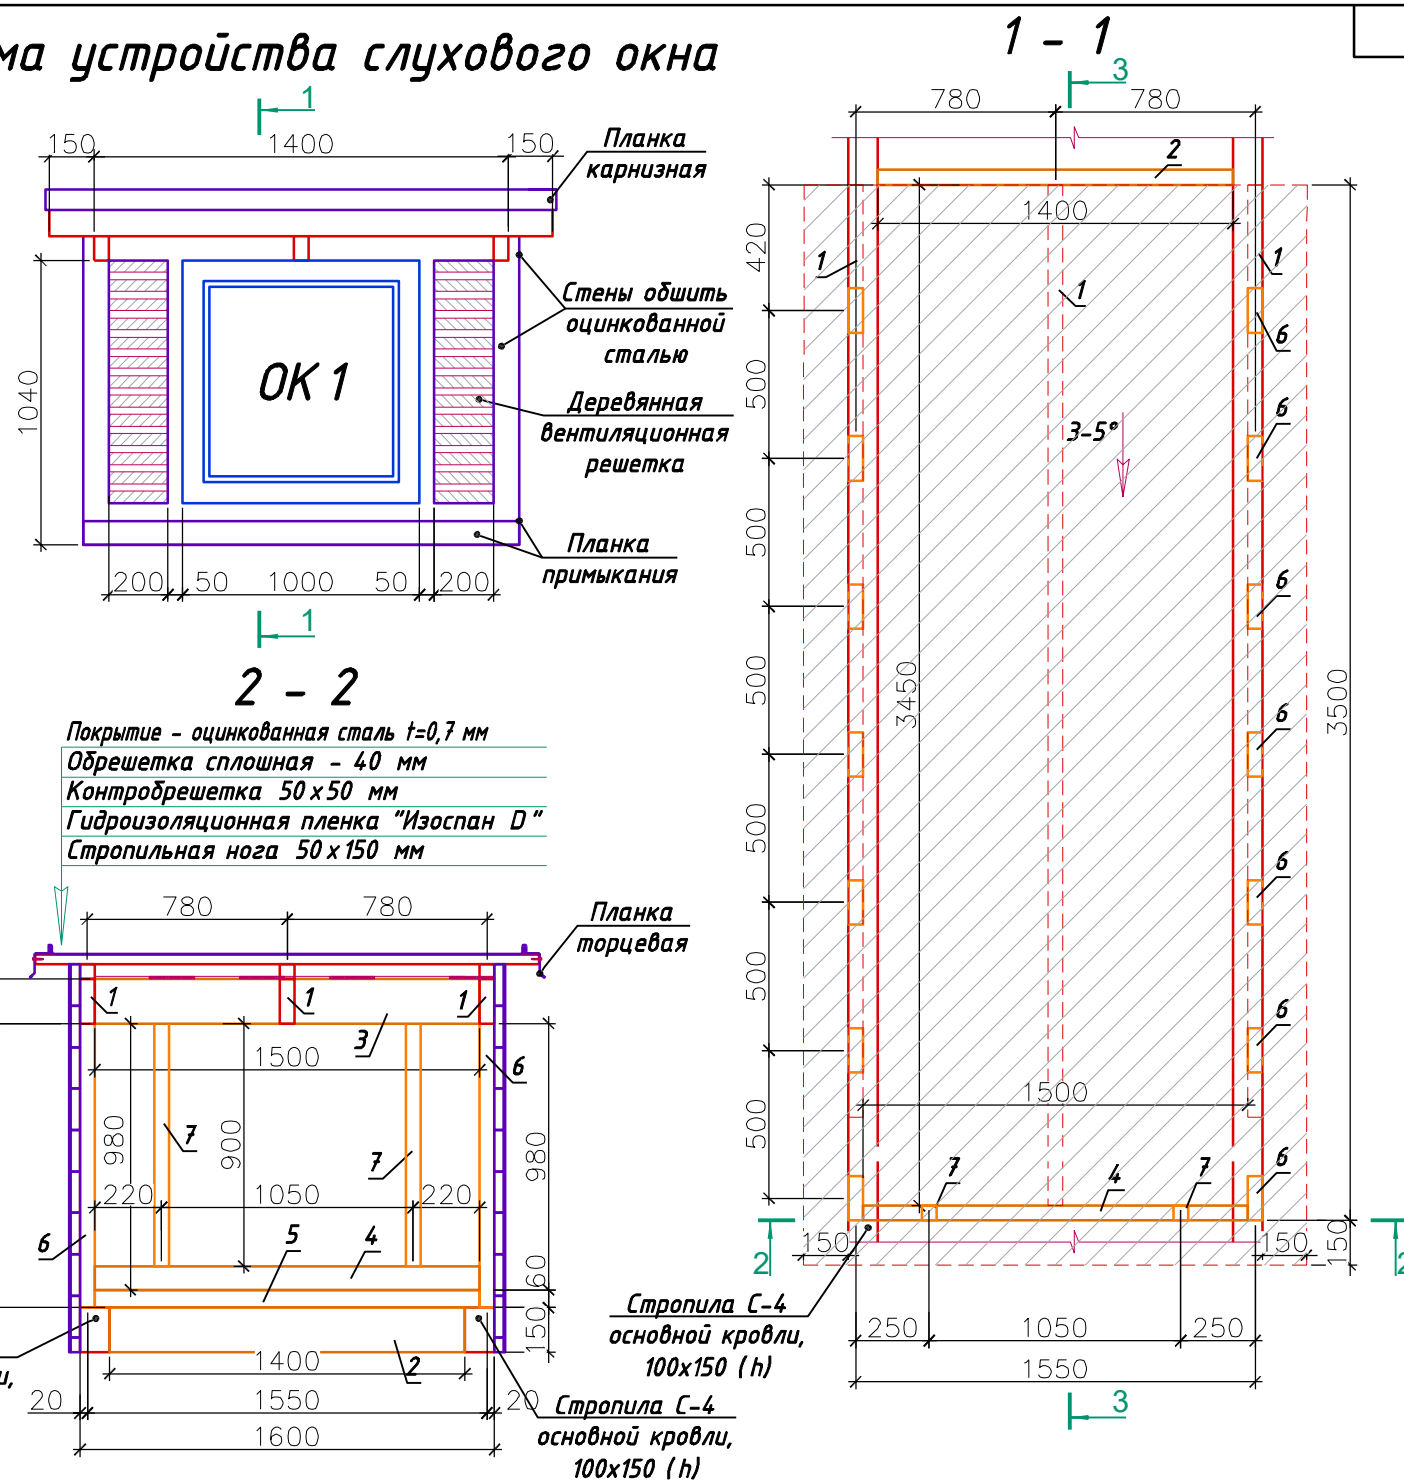 ма устройства слухового окна
1
150
1400
150
Планка
карнизная
Стены обшить
оцинкованной
сталью
1040
ОК 1
Деревянная
вентиляционная
решетка
Планка
примыкания
200
50
1000
50
200
1
2 - 2
Покрытие - оцинкованная сталь t=0,7 мм
Обрешетка сплошная - 40 мм
Контробрешетка 50х50 мм
Гидроизоляционная пленка "Изоспан D"
Стропильная нога 50х150 мм
780
780
Планка
торцевая
1
1
1
3
1500
6
980
7
900
7
980
220
1050
220
6
5
4
60
150
1400
2
и,
20
1550
20
1600
Стропила С-4
основной кровли,
100х150 (h)
1 - 1
3
780
780
2
420
1400
1
1
1
6
500
6
3-5°
500
6
500
3450
3500
6
500
6
500
6
1500
500
7
4
7
6
150
150
150
2
2
Стропила С-4
основной кровли,
100х150 (h)
250
1050
250
1550
3